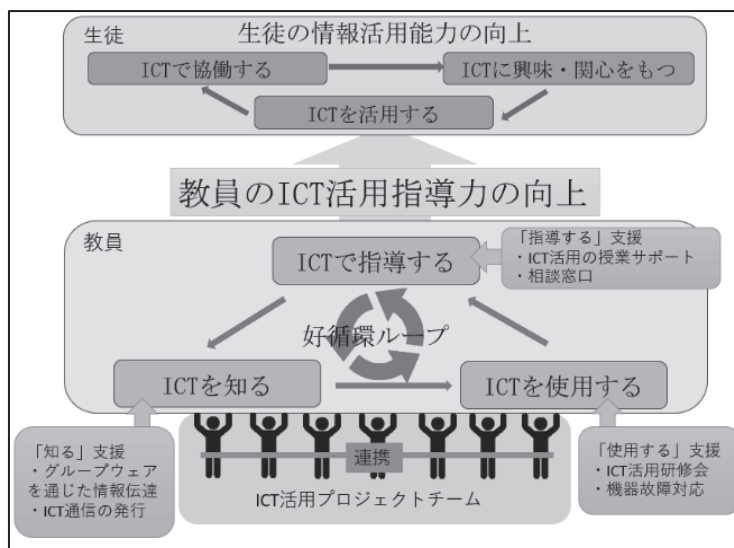 生徒
生徒の情報活用能力の向上
ICTで協働する
ICTに興味・関心をもつ
ICTを活用する
教員のICT活用指導力の向上
教員
ICTで指導する
「指導する」支援
・ICT活用の授業サポート
・相談窓口
好循環ループ
ICTを知る
ICTを使用する
「知る」支援
・グループウェア
を通じた情報伝達
・ICT通信の発行
連携
ICT活用プロジェクトチーム
「使用する」支援
・ICT活用研修会
・機器故障対応